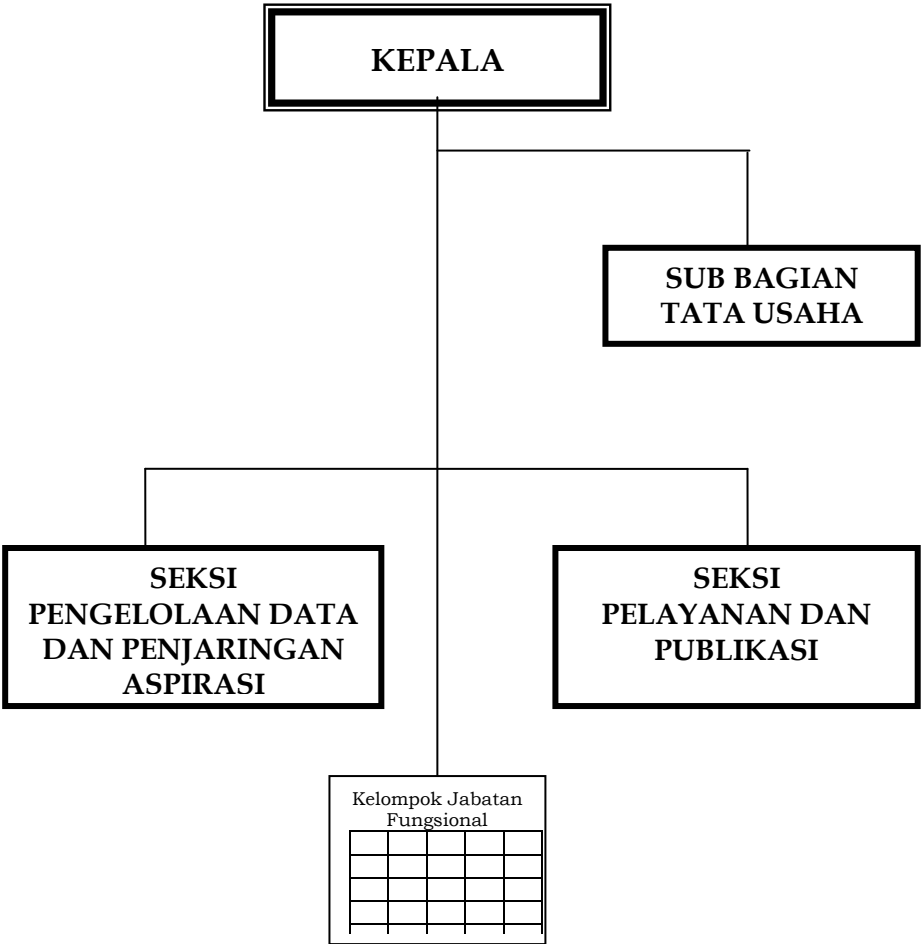 KEPALA
SUB BAGIAN
TATA USAHA
SEKSI
PENGELOLAAN DATA
DAN PENJARINGAN
ASPIRASI
SEKSI
PELAYANAN DAN
PUBLIKASI
Kelompok Jabatan
Fungsional